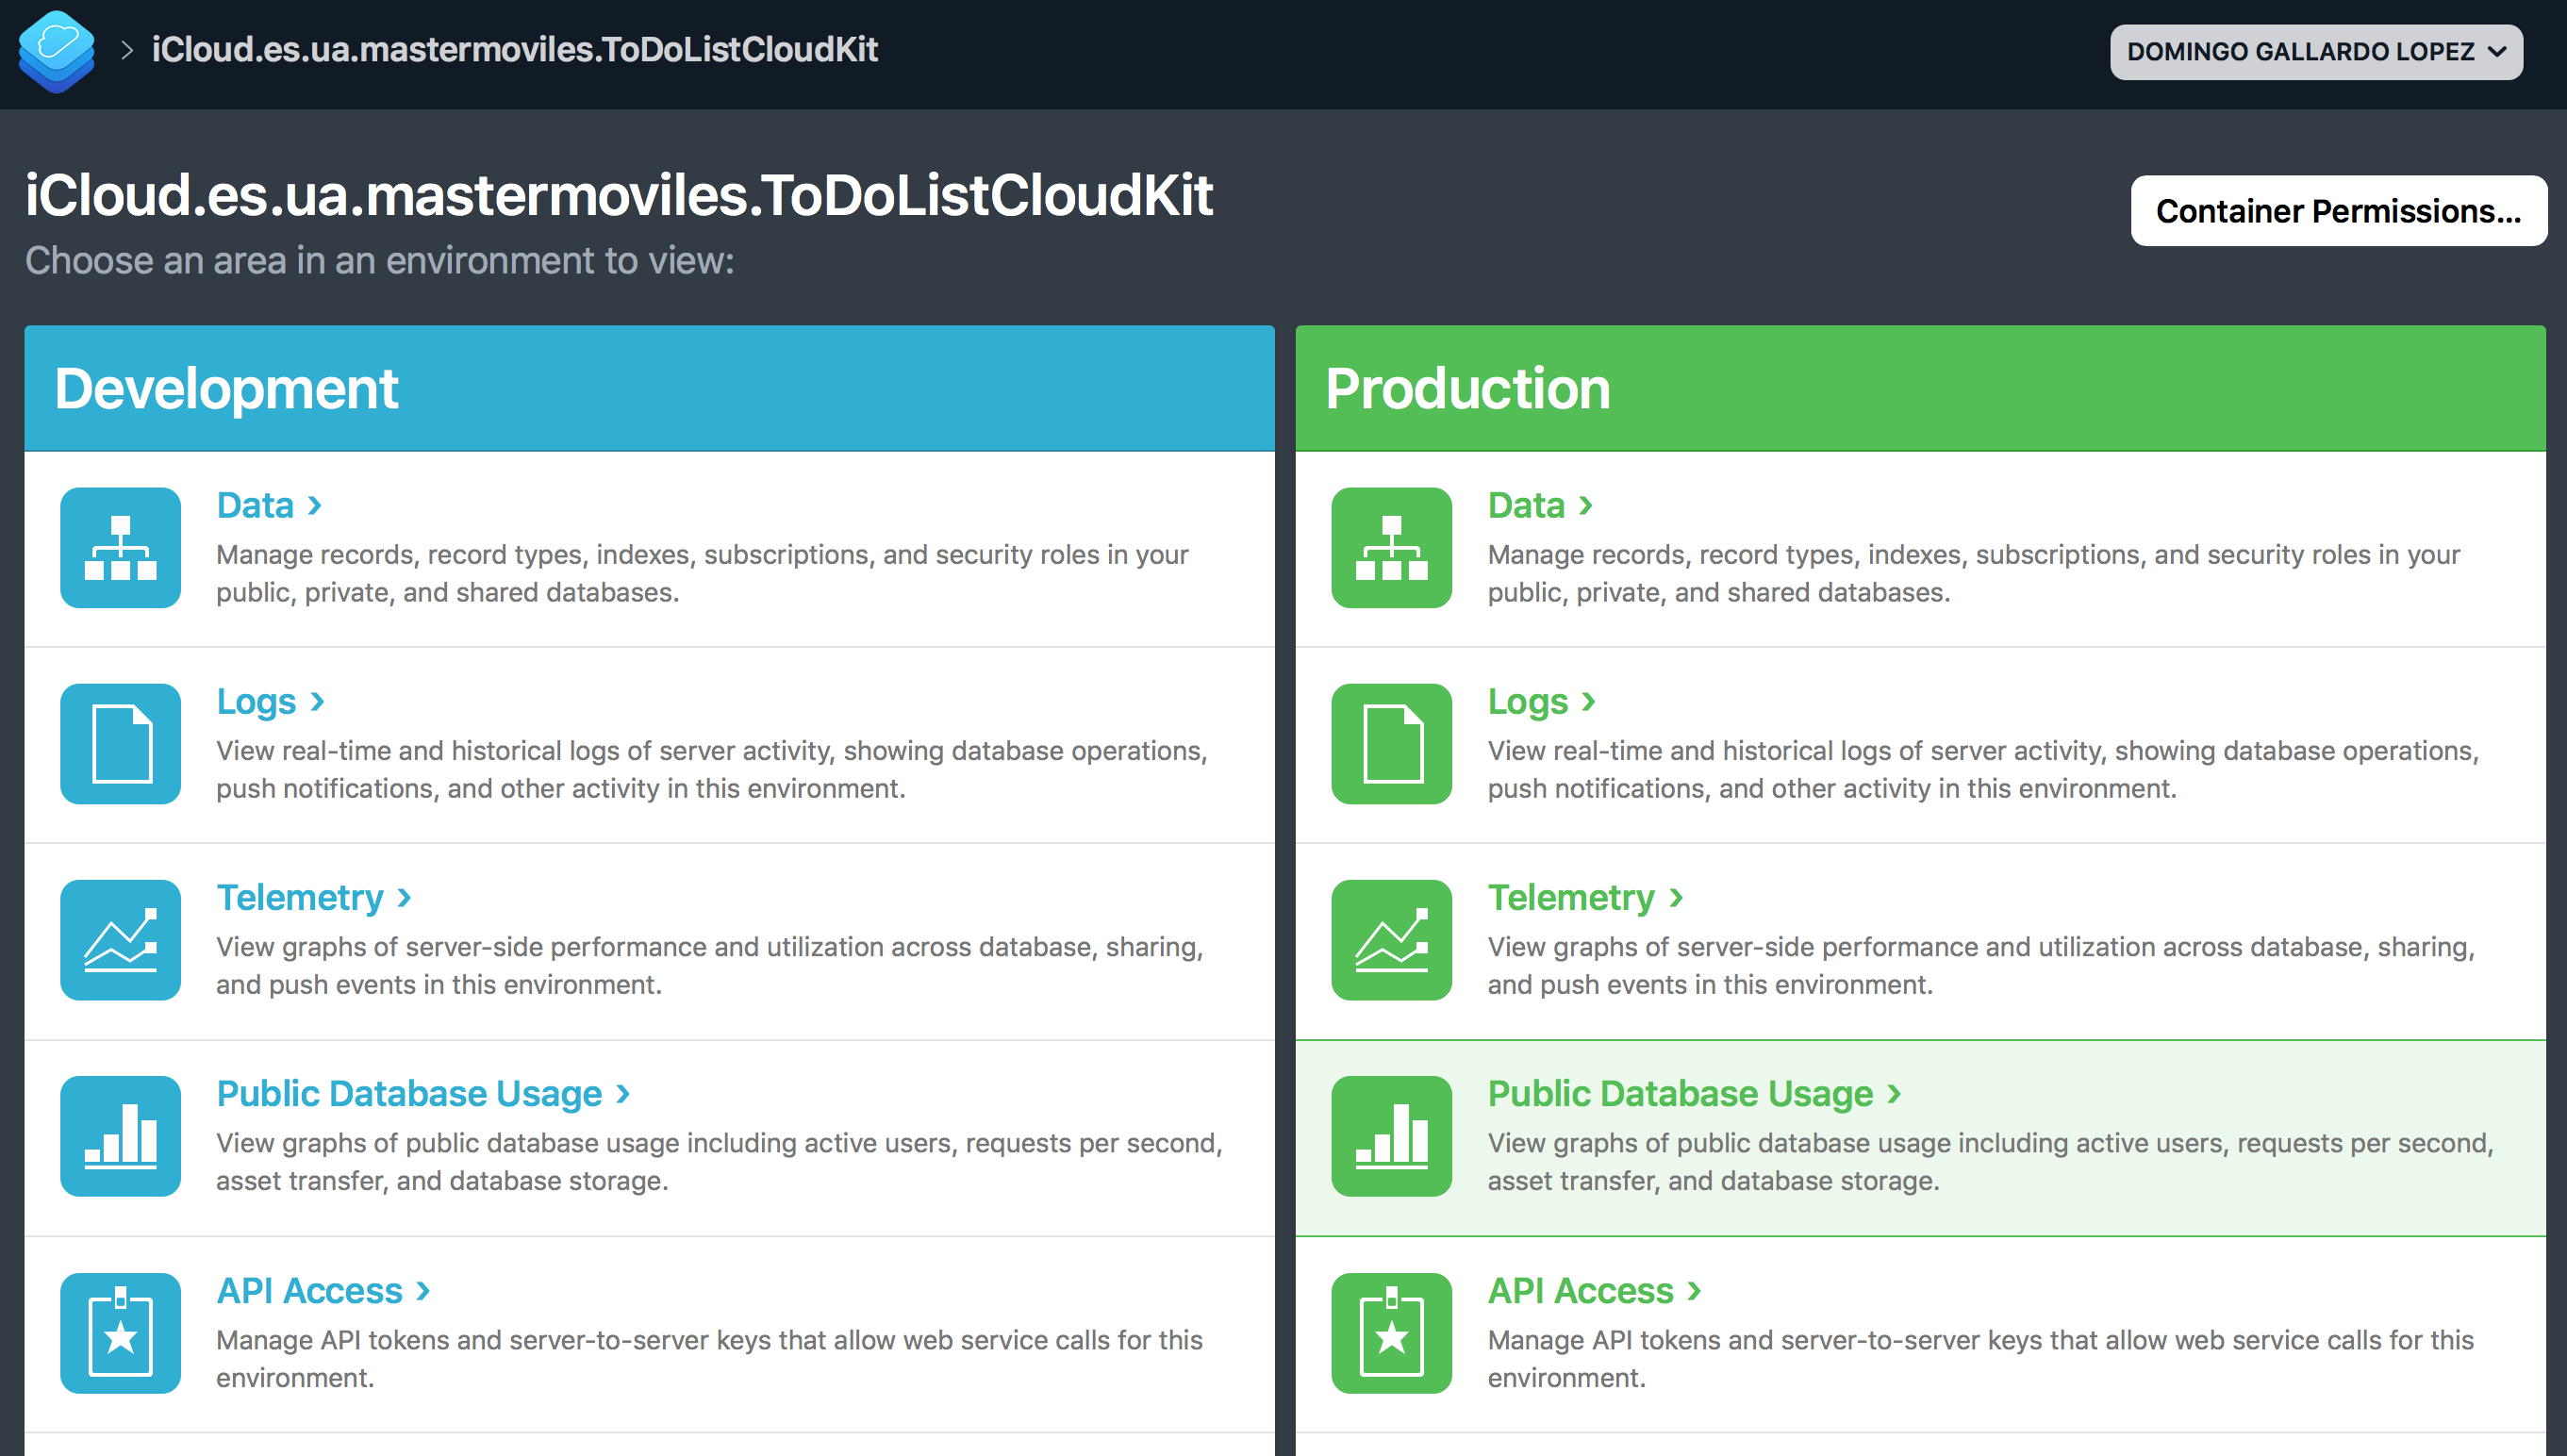 iCloud.es.ua.mastermoviles.ToDoListCloudKit
DOMINGO GALLARDO LOPEZ
iCloud.es.ua.mastermoviles.ToDoListCloudKit
Container Permissions...
Choose an area in an environment to view:
Development
Data
Manage records, record types, indexes, subscriptions, and security roles in your
public, private, and shared databases.
Logs
View real-time and historical logs of server activity, showing database operations,
push notifications, and other activity in this environment.
Telemetry
View graphs of server-side performance and utilization across database, sharing,
and push events in this environment.
Public Database Usage
View graphs of public database usage including active users, requests per second,
asset transfer, and database storage.
API Access
Manage API tokens and server-to-server keys that allow web service calls for this
environment.
Production
Data
Manage records, record types, indexes, subscriptions, and security roles in your
public, private, and shared databases.
Logs
View real-time and historical logs of server activity, showing database operations,
push notifications, and other activity in this environment.
Telemetry
View graphs of server-side performance and utilization across database, sharing,
and push events in this environment.
Public Database Usage
View graphs of public database usage including active users, requests per second,
asset transfer, and database storage.
API Access
Manage API tokens and server-to-server keys that allow web service calls for this
environment.